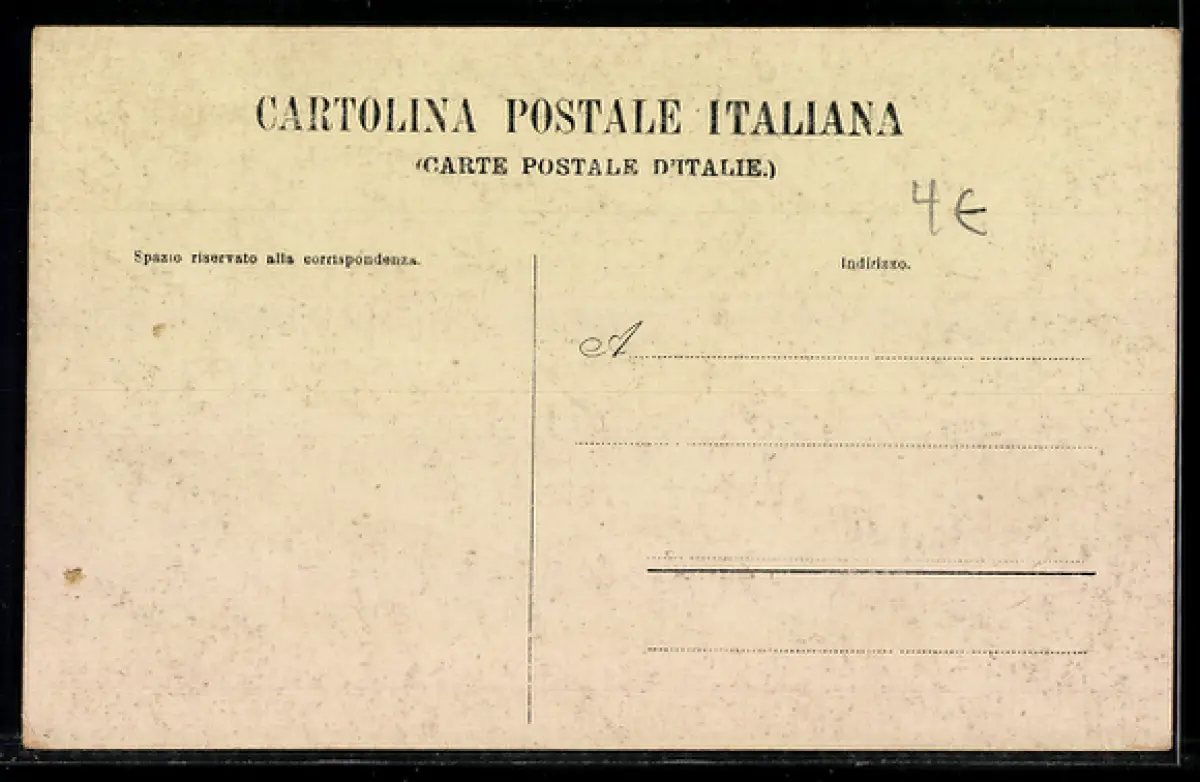 CARTOLINA POSTALE ITALIANA
(CARTE POSTALE D'ITALIE.)
4 €
Spazio riservato alla corrispondenza.
Indirizzo.
A